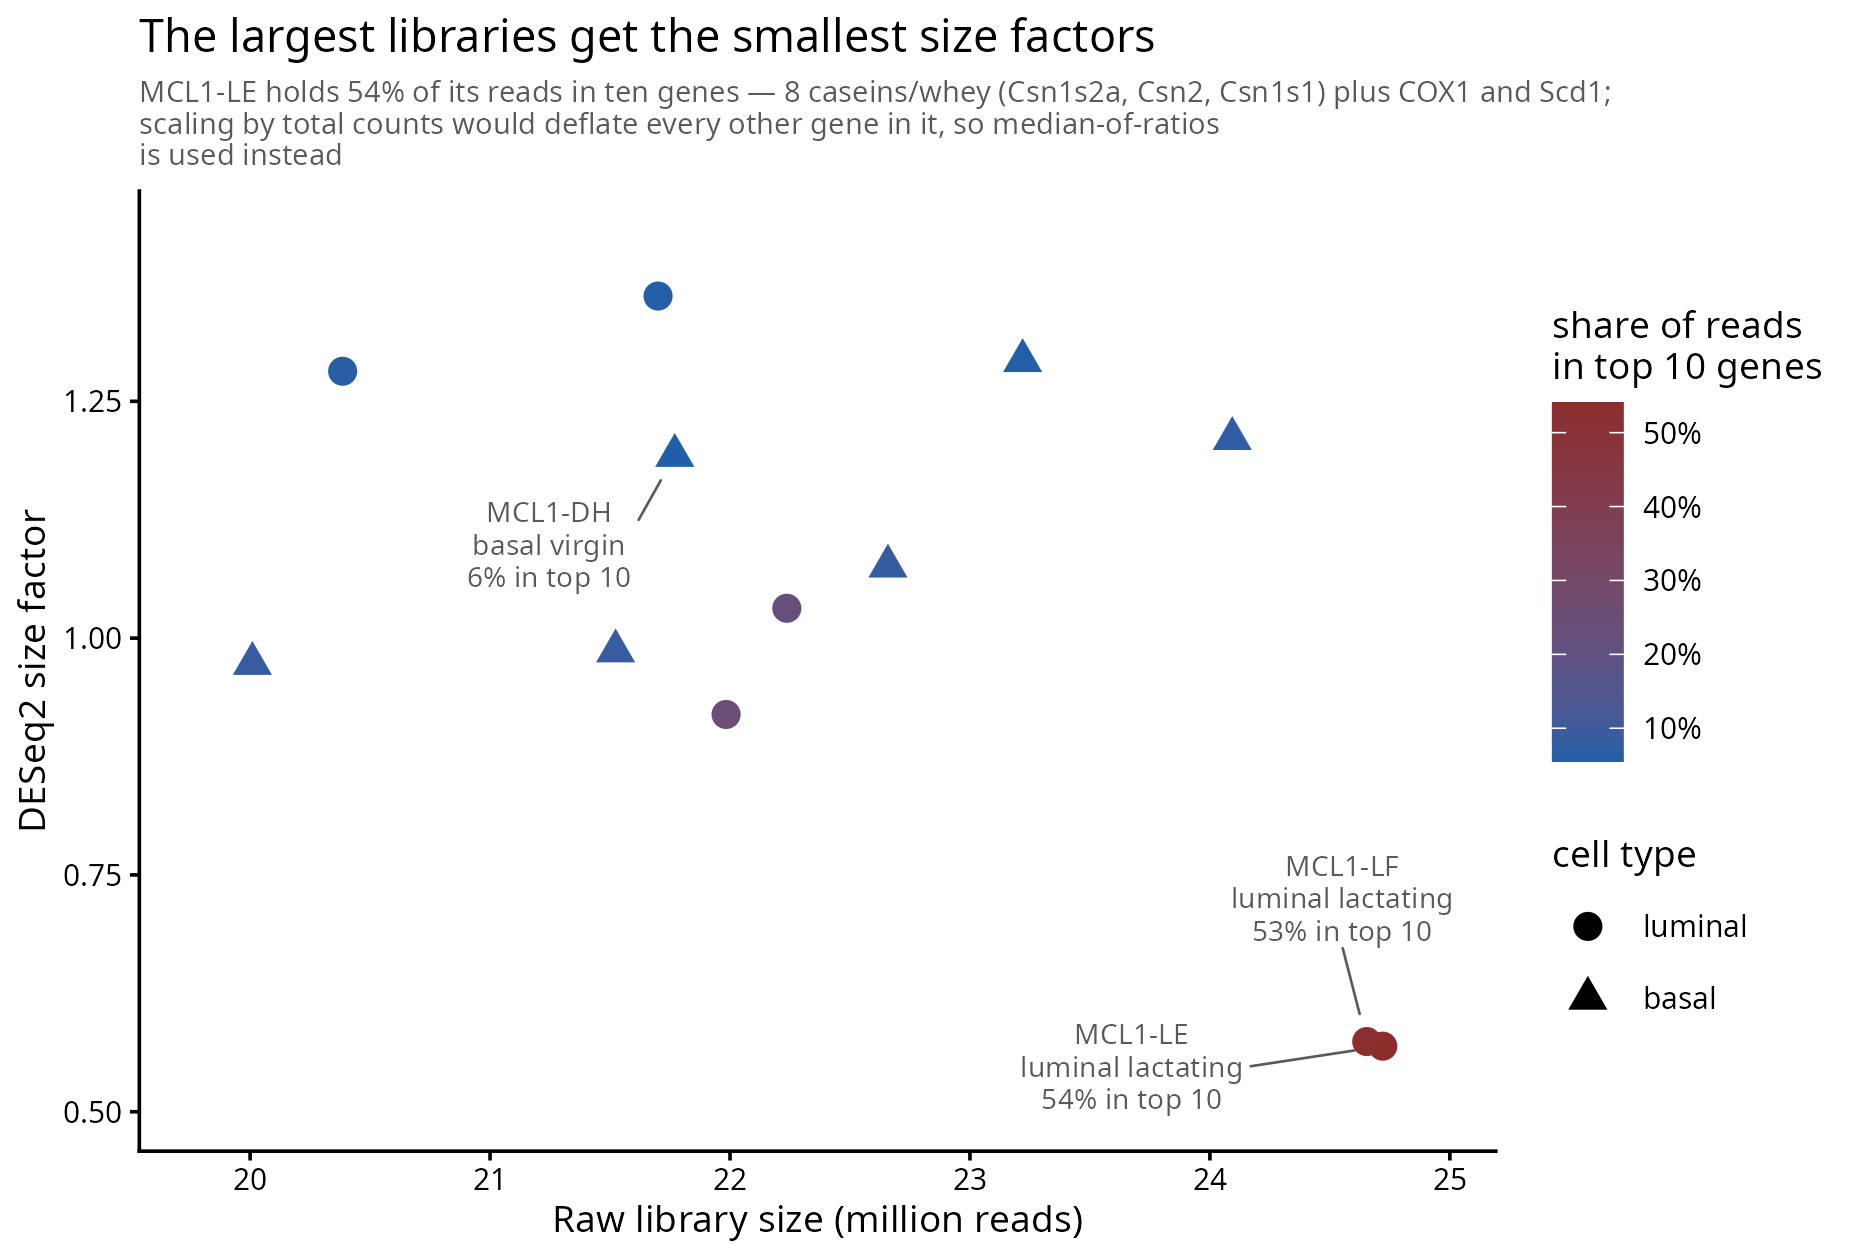 The largest libraries get the smallest size factors
MCL1-LE holds 54% of its reads in ten genes — 8 caseins/whey (Csn1s2a, Csn2, Csn1s1) plus COX1 and Scd1;
scaling by total counts would deflate every other gene in it, so median-of-ratios
is used instead
DESeq2 size factor
1.25
1.00
0.75
0.50
MCL1-DH
basal virgin
6% in top 10
MCL1-LF
luminal lactating
53% in top 10
MCL1-LE
luminal lactating
54% in top 10
20
21
22
23
24
25
Raw library size (million reads)
share of reads
in top 10 genes
50%
40%
30%
20%
10%
cell type
luminal
basal